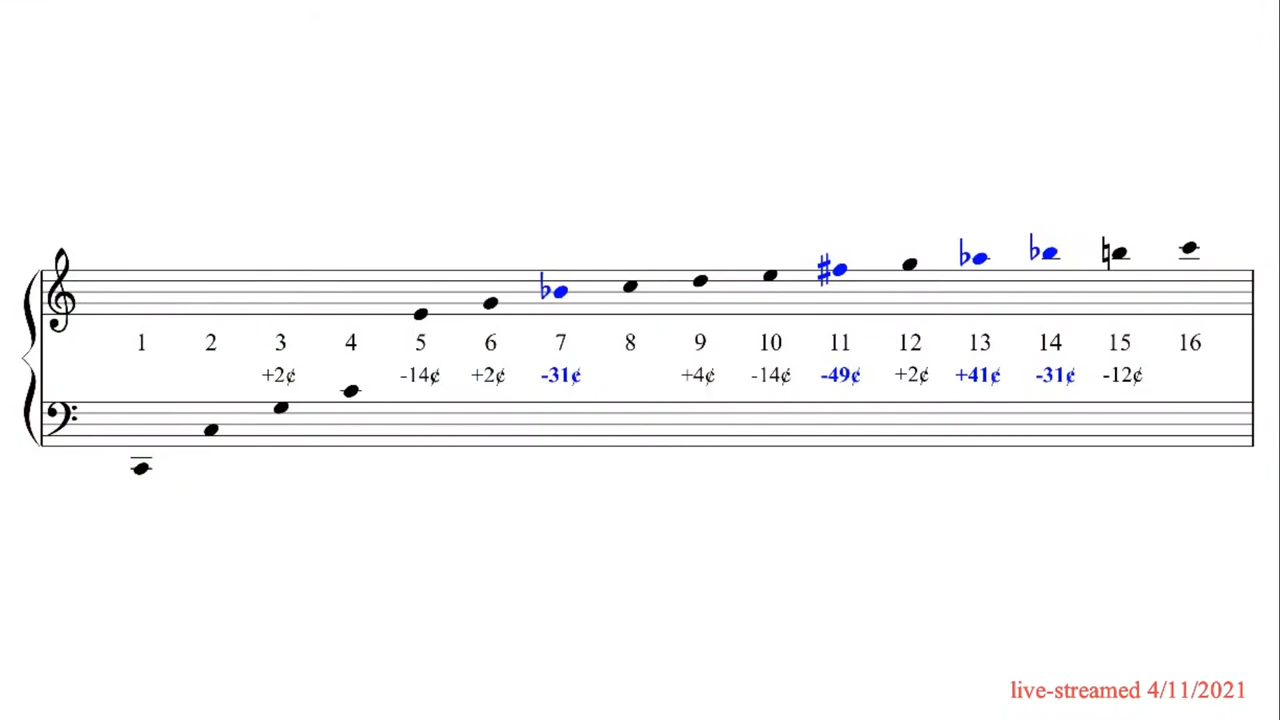 1 2 3 4 5 6 7 8 9 10 11 12 13 14 15 16
+2¢ -14¢ +2¢ -31¢ +4¢ -14¢ -49¢ +2¢ +41¢ -31¢ -12¢
live-streamed 4/11/2021